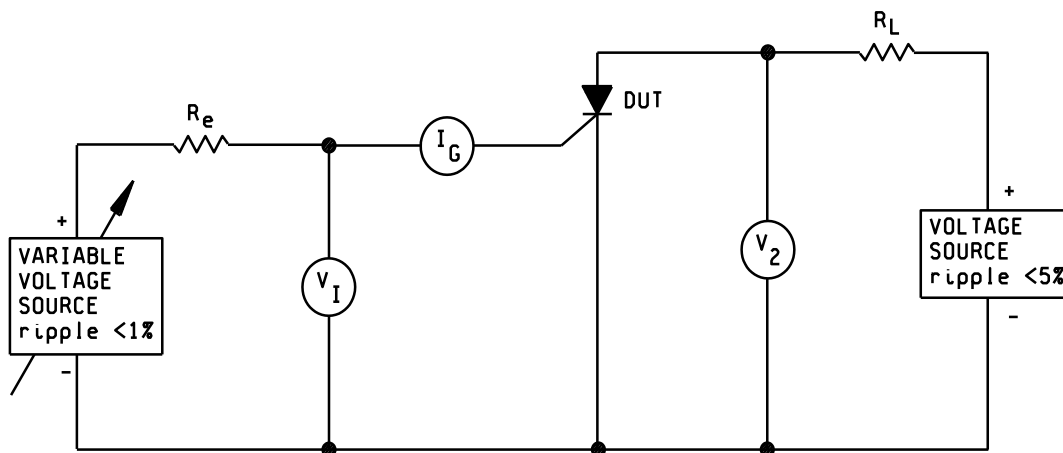 R_L
DUT
R_e
I_G
+
+
VARIABLE
VOLTAGE
SOURCE
ripple <1%
V_I
V_2
VOLTAGE
SOURCE
ripple <5%
-
-